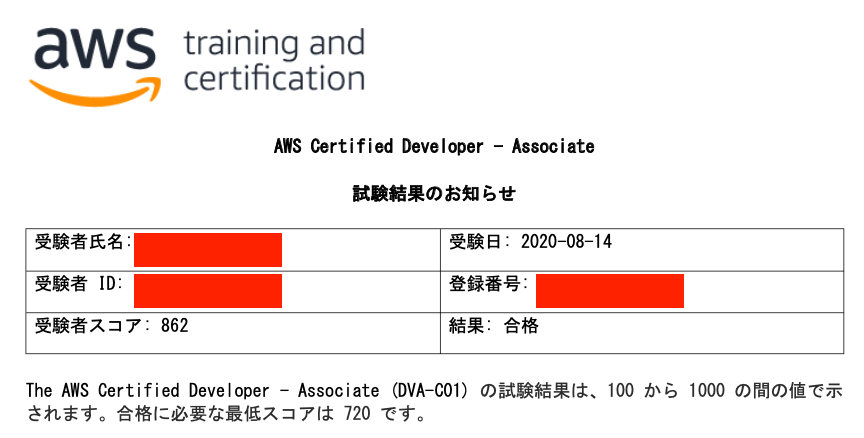 aws training and
certification
AWS Certified Developer - Associate
試験結果のお知らせ
受験者氏名:
受験日: 2020-08-14
受験者 ID:
登録番号:
受験者スコア: 862
結果: 合格
The AWS Certified Developer - Associate (DVA-C01) の試験結果は、100 から 1000 の間の値で示
されます。合格に必要な最低スコアは 720 です。